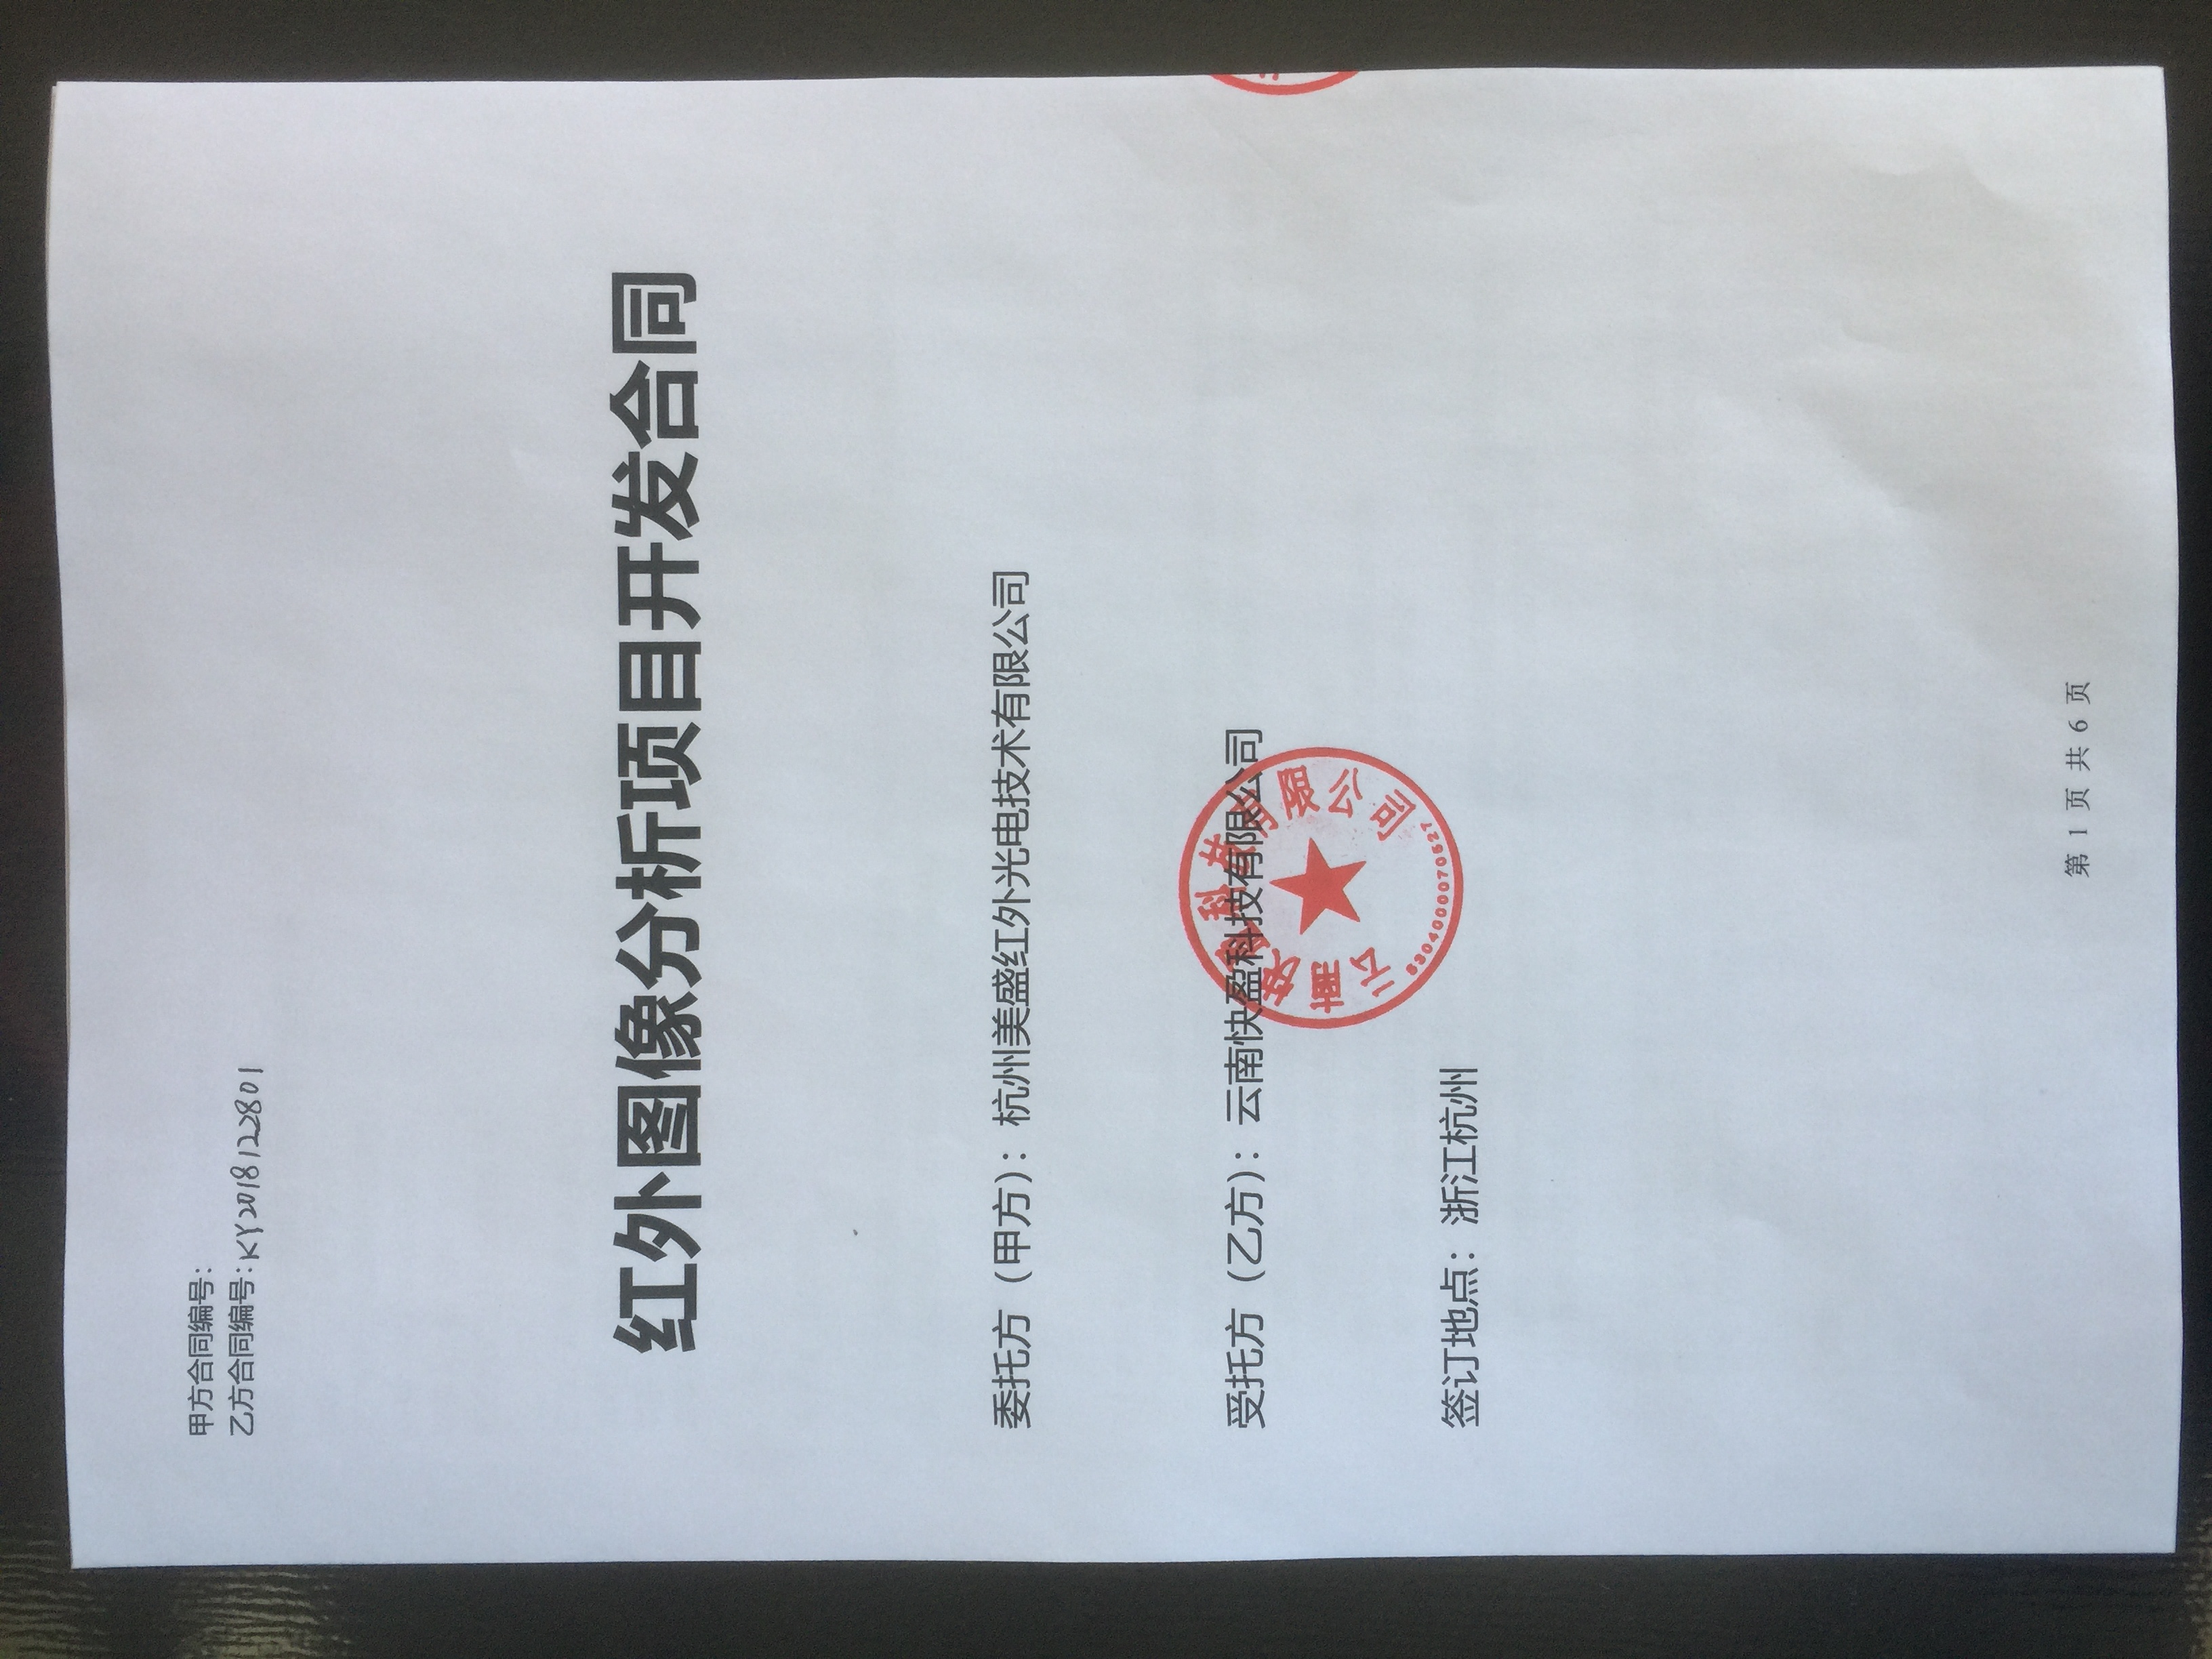 甲方合同编号：
乙方合同编号：KY2018122801
红外图像分析项目开发合同
委托方（甲方）：杭州美盛红外光电技术有限公司
受托方（乙方）：云南快盈科技有限公司
云南快盈科技有限公司
5304000070527
签订地点：浙江杭州
第 1 页 共 6 页